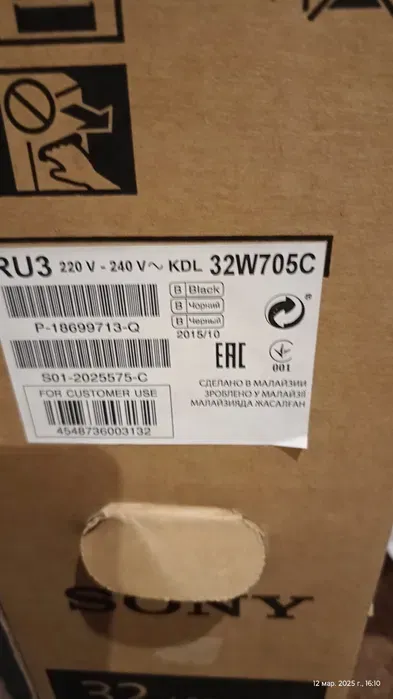 RU3 220 V - 240 V~ KDL 32W705C
B Black
B Чорний
B Черный
2015/10
P-18699713-Q
S01-2025575-C
FOR CUSTOMER USE
4548736003132
EAC
001
СДЕЛАНО В МАЛАЙЗИИ
ЗРОБЛЕНО У МАЛАЙЗІЇ
МАЛАЙЗИЯДА ЖАСАЛҒАН
SONY
32
12 мар. 2025 г., 16:10